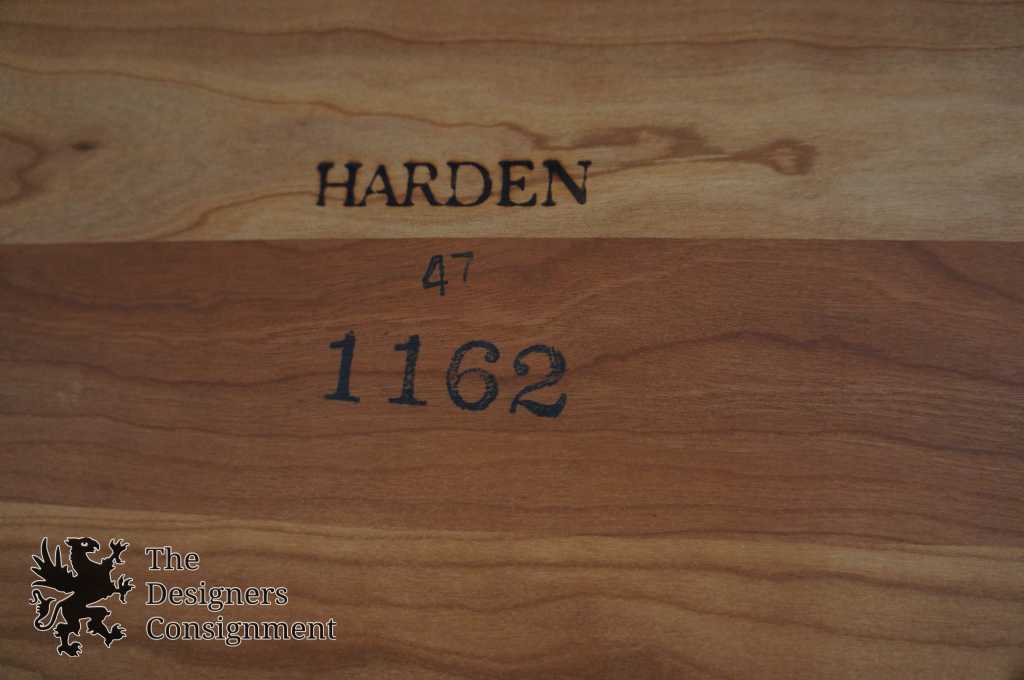 HARDEN
47
1162
The
Designers
Consignment